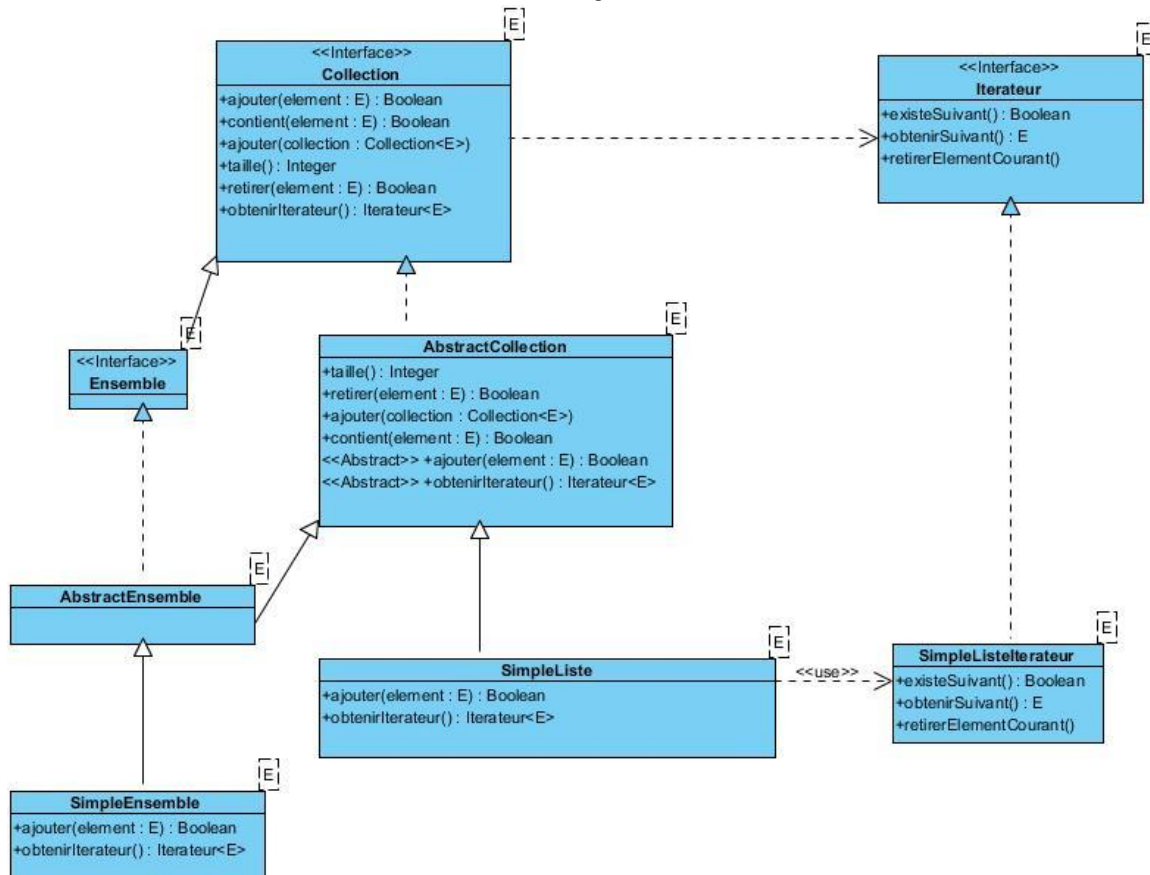 E
<<Interface>>
Collection
+ajouter(element : E) : Boolean
+contient(element : E) : Boolean
+ajouter(collection : Collection<E>)
+taille() : Integer
+retirer(element : E) : Boolean
+obtenirIterateur() : Iterateur<E>
E
<<Interface>>
Iterateur
+existeSuivant() : Boolean
+obtenirSuivant() : E
+retirerElementCourant()
E
<<Interface>>
Ensemble
E
AbstractCollection
+taille() : Integer
+retirer(element : E) : Boolean
+ajouter(collection : Collection<E>)
+contient(element : E) : Boolean
<<Abstract>> +ajouter(element : E) : Boolean
<<Abstract>> +obtenirIterateur() : Iterateur<E>
E
AbstractEnsemble
E
SimpleListe
+ajouter(element : E) : Boolean
+obtenirIterateur() : Iterateur<E>
<<use>>
E
SimpleListeIterateur
+existeSuivant() : Boolean
+obtenirSuivant() : E
+retirerElementCourant()
E
SimpleEnsemble
+ajouter(element : E) : Boolean
+obtenirIterateur() : Iterateur<E>